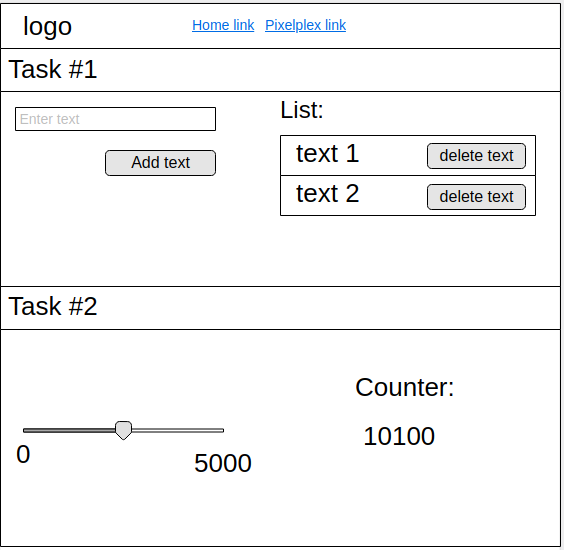 logo
Home link Pixelplex link
Task #1
Enter text
Add text
List:
text 1 delete text
text 2 delete text
Task #2
0
5000
Counter:
10100